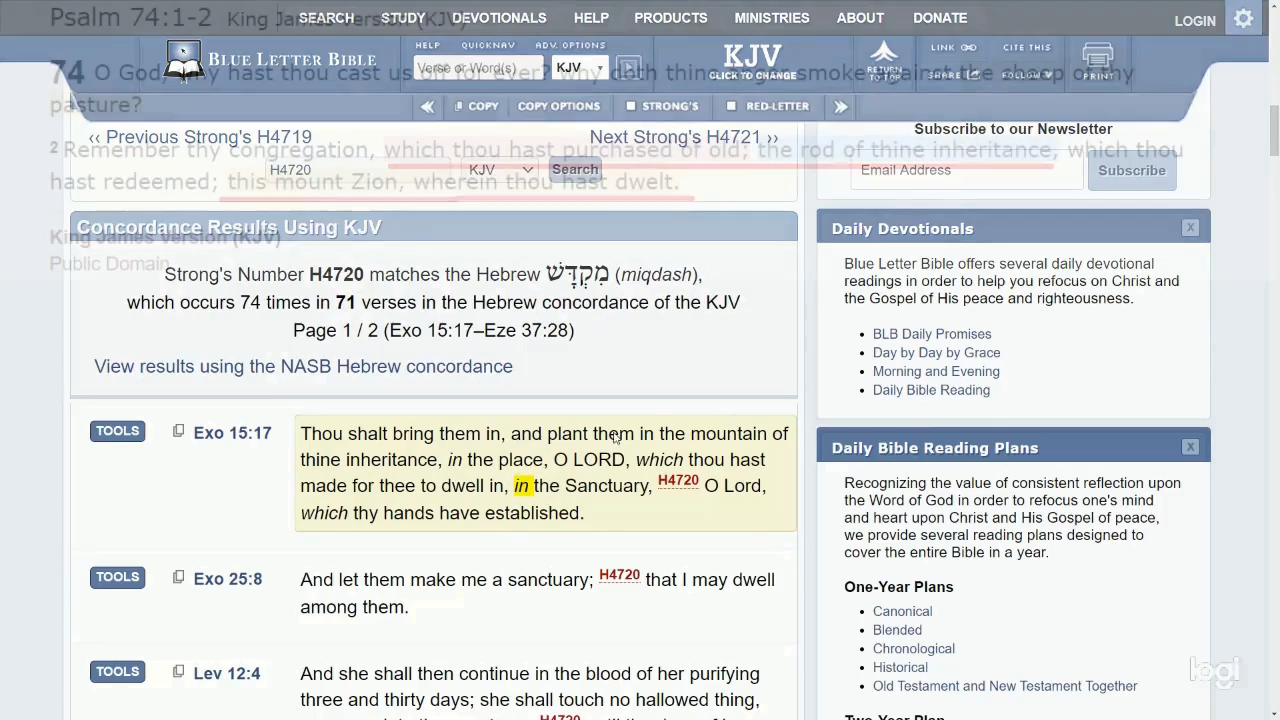 Psalm 74:1-2 King James Version (KJV)
SEARCH STUDY DEVOTIONALS HELP PRODUCTS MINISTRIES ABOUT DONATE LOGIN
BLUE LETTER BIBLE
HELP QUICKNAV ADV. OPTIONS
Verse or Word(s) KJV
KJV
CLICK TO CHANGE
RETURN TO TOP
LINK CITE THIS
SHARE FOLLOW
PRINT
74 O God, why hast thou cast us off for ever? why doth thine anger smoke against the sheep of thy
pasture?
COPY COPY OPTIONS STRONG'S RED-LETTER
‹‹ Previous Strong's H4719 Next Strong's H4721 ››
2 Remember thy congregation, which thou hast purchased of old; the rod of thine inheritance, which thou
hast redeemed; this mount Zion, wherein thou hast dwelt.
H4720 KJV Search
King James Version (KJV)
Public Domain
Concordance Results Using KJV
Strong's Number H4720 matches the Hebrew מִקְדָּשׁ (miqdash),
which occurs 74 times in 71 verses in the Hebrew concordance of the KJV
Page 1 / 2 (Exo 15:17–Eze 37:28)
View results using the NASB Hebrew concordance
TOOLS Exo 15:17 Thou shalt bring them in, and plant them in the mountain of
thine inheritance, in the place, O LORD, which thou hast
made for thee to dwell in, in the Sanctuary, H4720 O Lord,
which thy hands have established.
TOOLS Exo 25:8 And let them make me a sanctuary; H4720 that I may dwell
among them.
TOOLS Lev 12:4 And she shall then continue in the blood of her purifying
three and thirty days; she shall touch no hallowed thing,
H4720
Subscribe to our Newsletter
Email Address Subscribe
Daily Devotionals X
Blue Letter Bible offers several daily devotional
readings in order to help you refocus on Christ and
the Gospel of His peace and righteousness.
• BLB Daily Promises
• Day by Day by Grace
• Morning and Evening
• Daily Bible Reading
Daily Bible Reading Plans X
Recognizing the value of consistent reflection upon
the Word of God in order to refocus one's mind
and heart upon Christ and His Gospel of peace,
we provide several reading plans designed to
cover the entire Bible in a year.
One-Year Plans
• Canonical
• Blended
• Chronological
• Historical
• Old Testament and New Testament Together
Two-Year Plan
logi